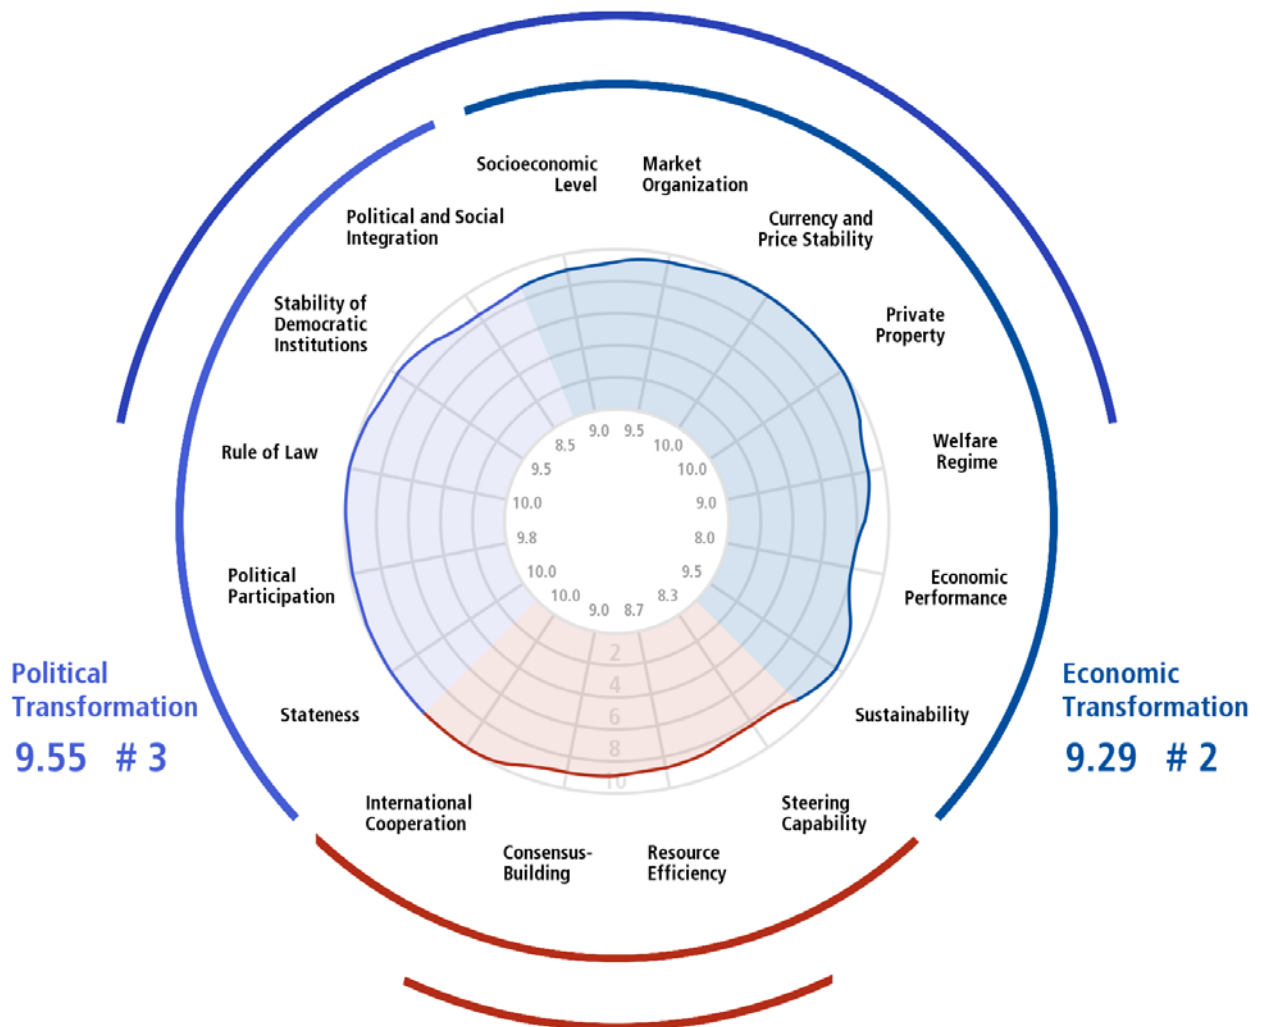 Socioeconomic
Level
Market
Organization
Political and Social
Integration
Currency and
Price Stability
Stability of
Democratic
Institutions
Private
Property
Rule of Law
Welfare
Regime
Political
Participation
Economic
Performance
Stateness
Sustainability
International
Cooperation
Steering
Capability
Consensus-
Building
Resource
Efficiency
9.0
9.5
8.5
10.0
9.5
10.0
10.0
9.0
9.8
8.0
10.0
9.5
10.0
8.3
9.0
8.7
2
4
6
8
10
Political
Transformation
9.55 # 3
Economic
Transformation
9.29 # 2